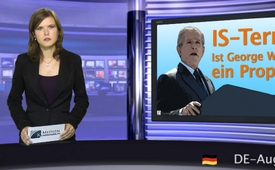 IS-Terr
Ist George W
ein Prop
DE-Aug